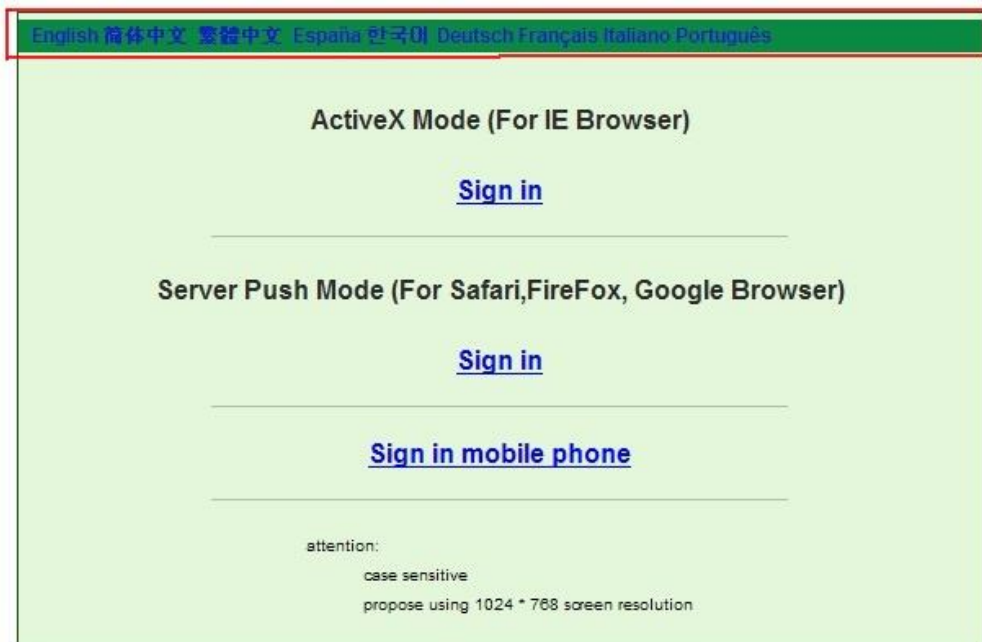 English 简体中文 繁體中文 España 한국어 Deutsch Français Italiano Português
ActiveX Mode (For IE Browser)
Sign in
Server Push Mode (For Safari,FireFox, Google Browser)
Sign in
Sign in mobile phone
attention:
case sensitive
propose using 1024 * 768 screen resolution